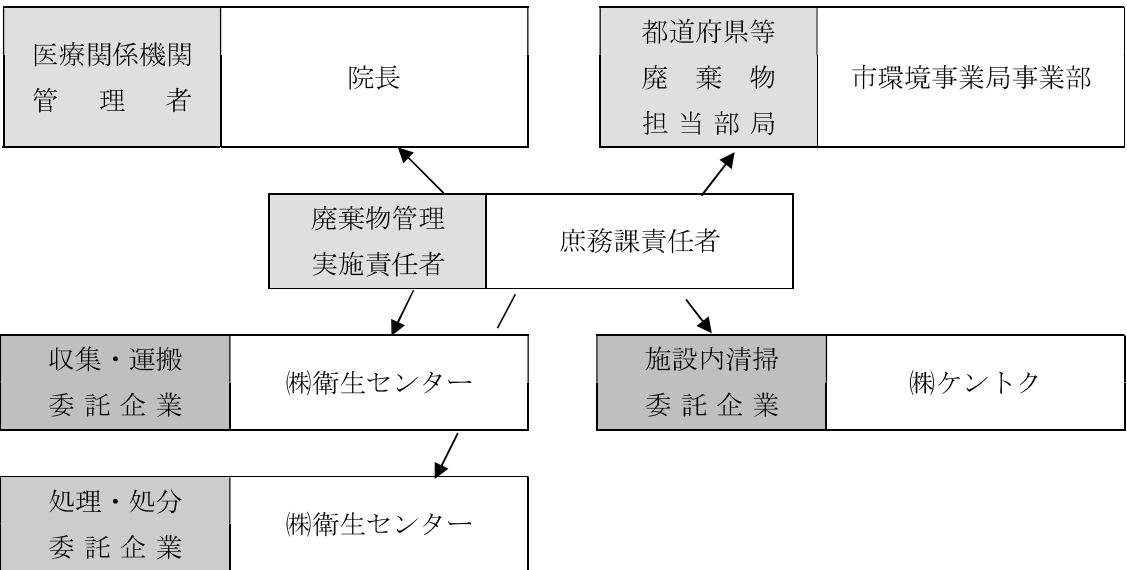 医療関係機関
管理者
院長
都道府県等
廃棄物
担当部局
市環境事業局事業部
廃棄物管理
実施責任者
庶務課責任者
収集・運搬
委託企業
㈱衛生センター
施設内清掃
委託企業
㈱ケントク
処理・処分
委託企業
㈱衛生センター